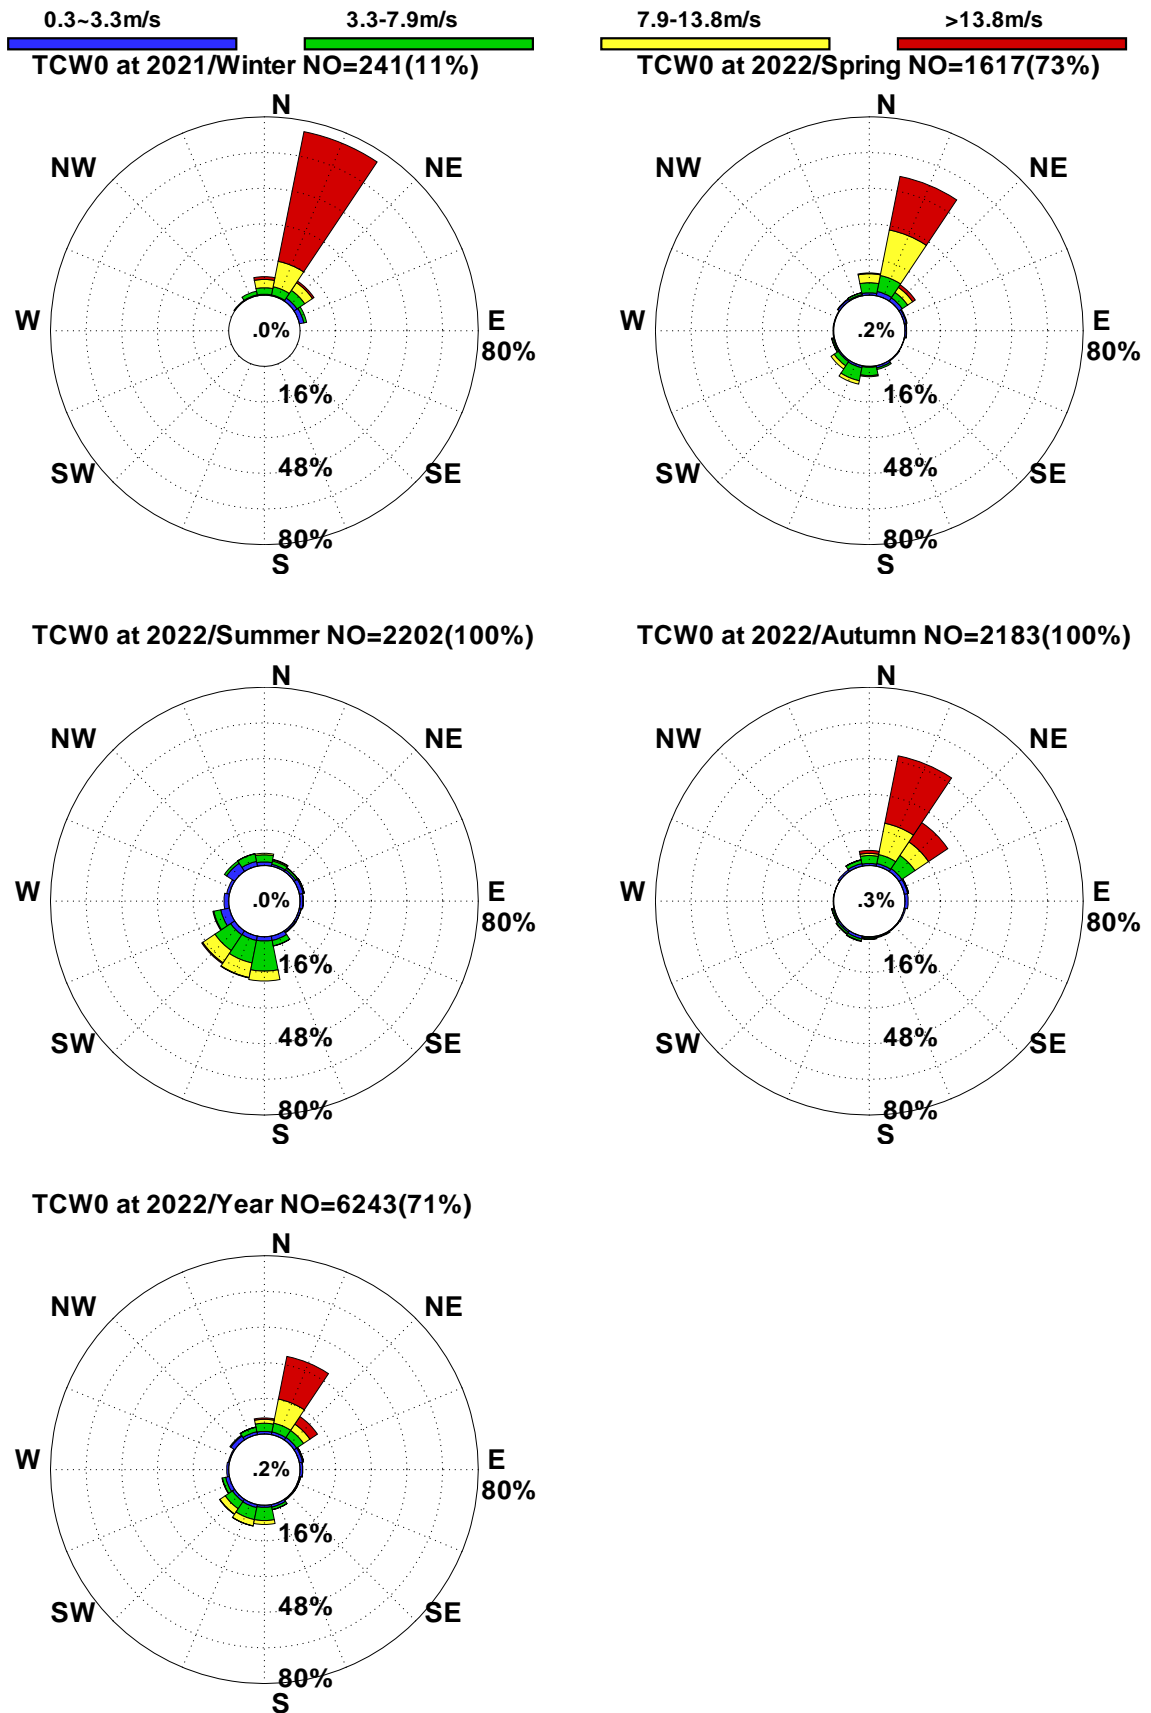 0.3~3.3m/s 3.3-7.9m/s 7.9-13.8m/s >13.8m/s
TCW0 at 2021/Winter NO=241(11%)
N
NW NE
W .0% E
80%
16%
SW 48% SE
80%
S
TCW0 at 2022/Spring NO=1617(73%)
N
NW NE
W .2% E
80%
16%
SW 48% SE
80%
S
TCW0 at 2022/Summer NO=2202(100%)
N
NW NE
W .0% E
80%
16%
SW 48% SE
80%
S
TCW0 at 2022/Autumn NO=2183(100%)
N
NW NE
W .3% E
80%
16%
SW 48% SE
80%
S
TCW0 at 2022/Year NO=6243(71%)
N
NW NE
W .2% E
80%
16%
SW 48% SE
80%
S